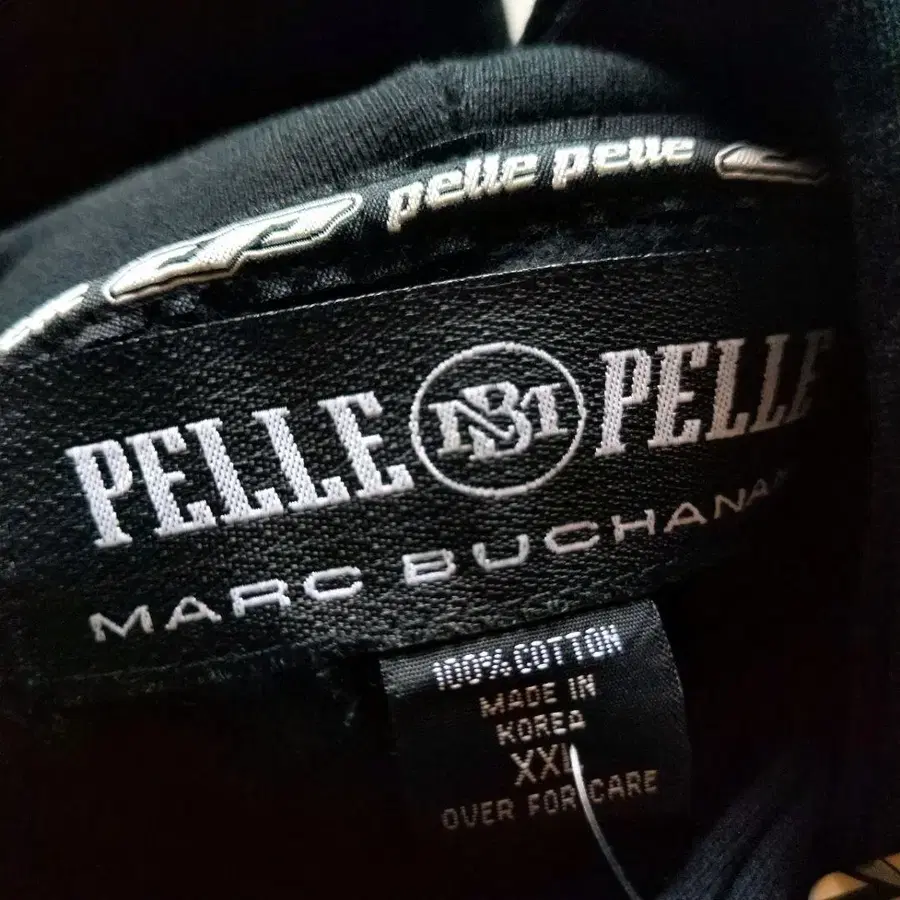 pelle pelle
PELLE MB PELLE
MARC BUCHANAN
100% COTTON
MADE IN
KOREA
XXL
OVER FOR CARE